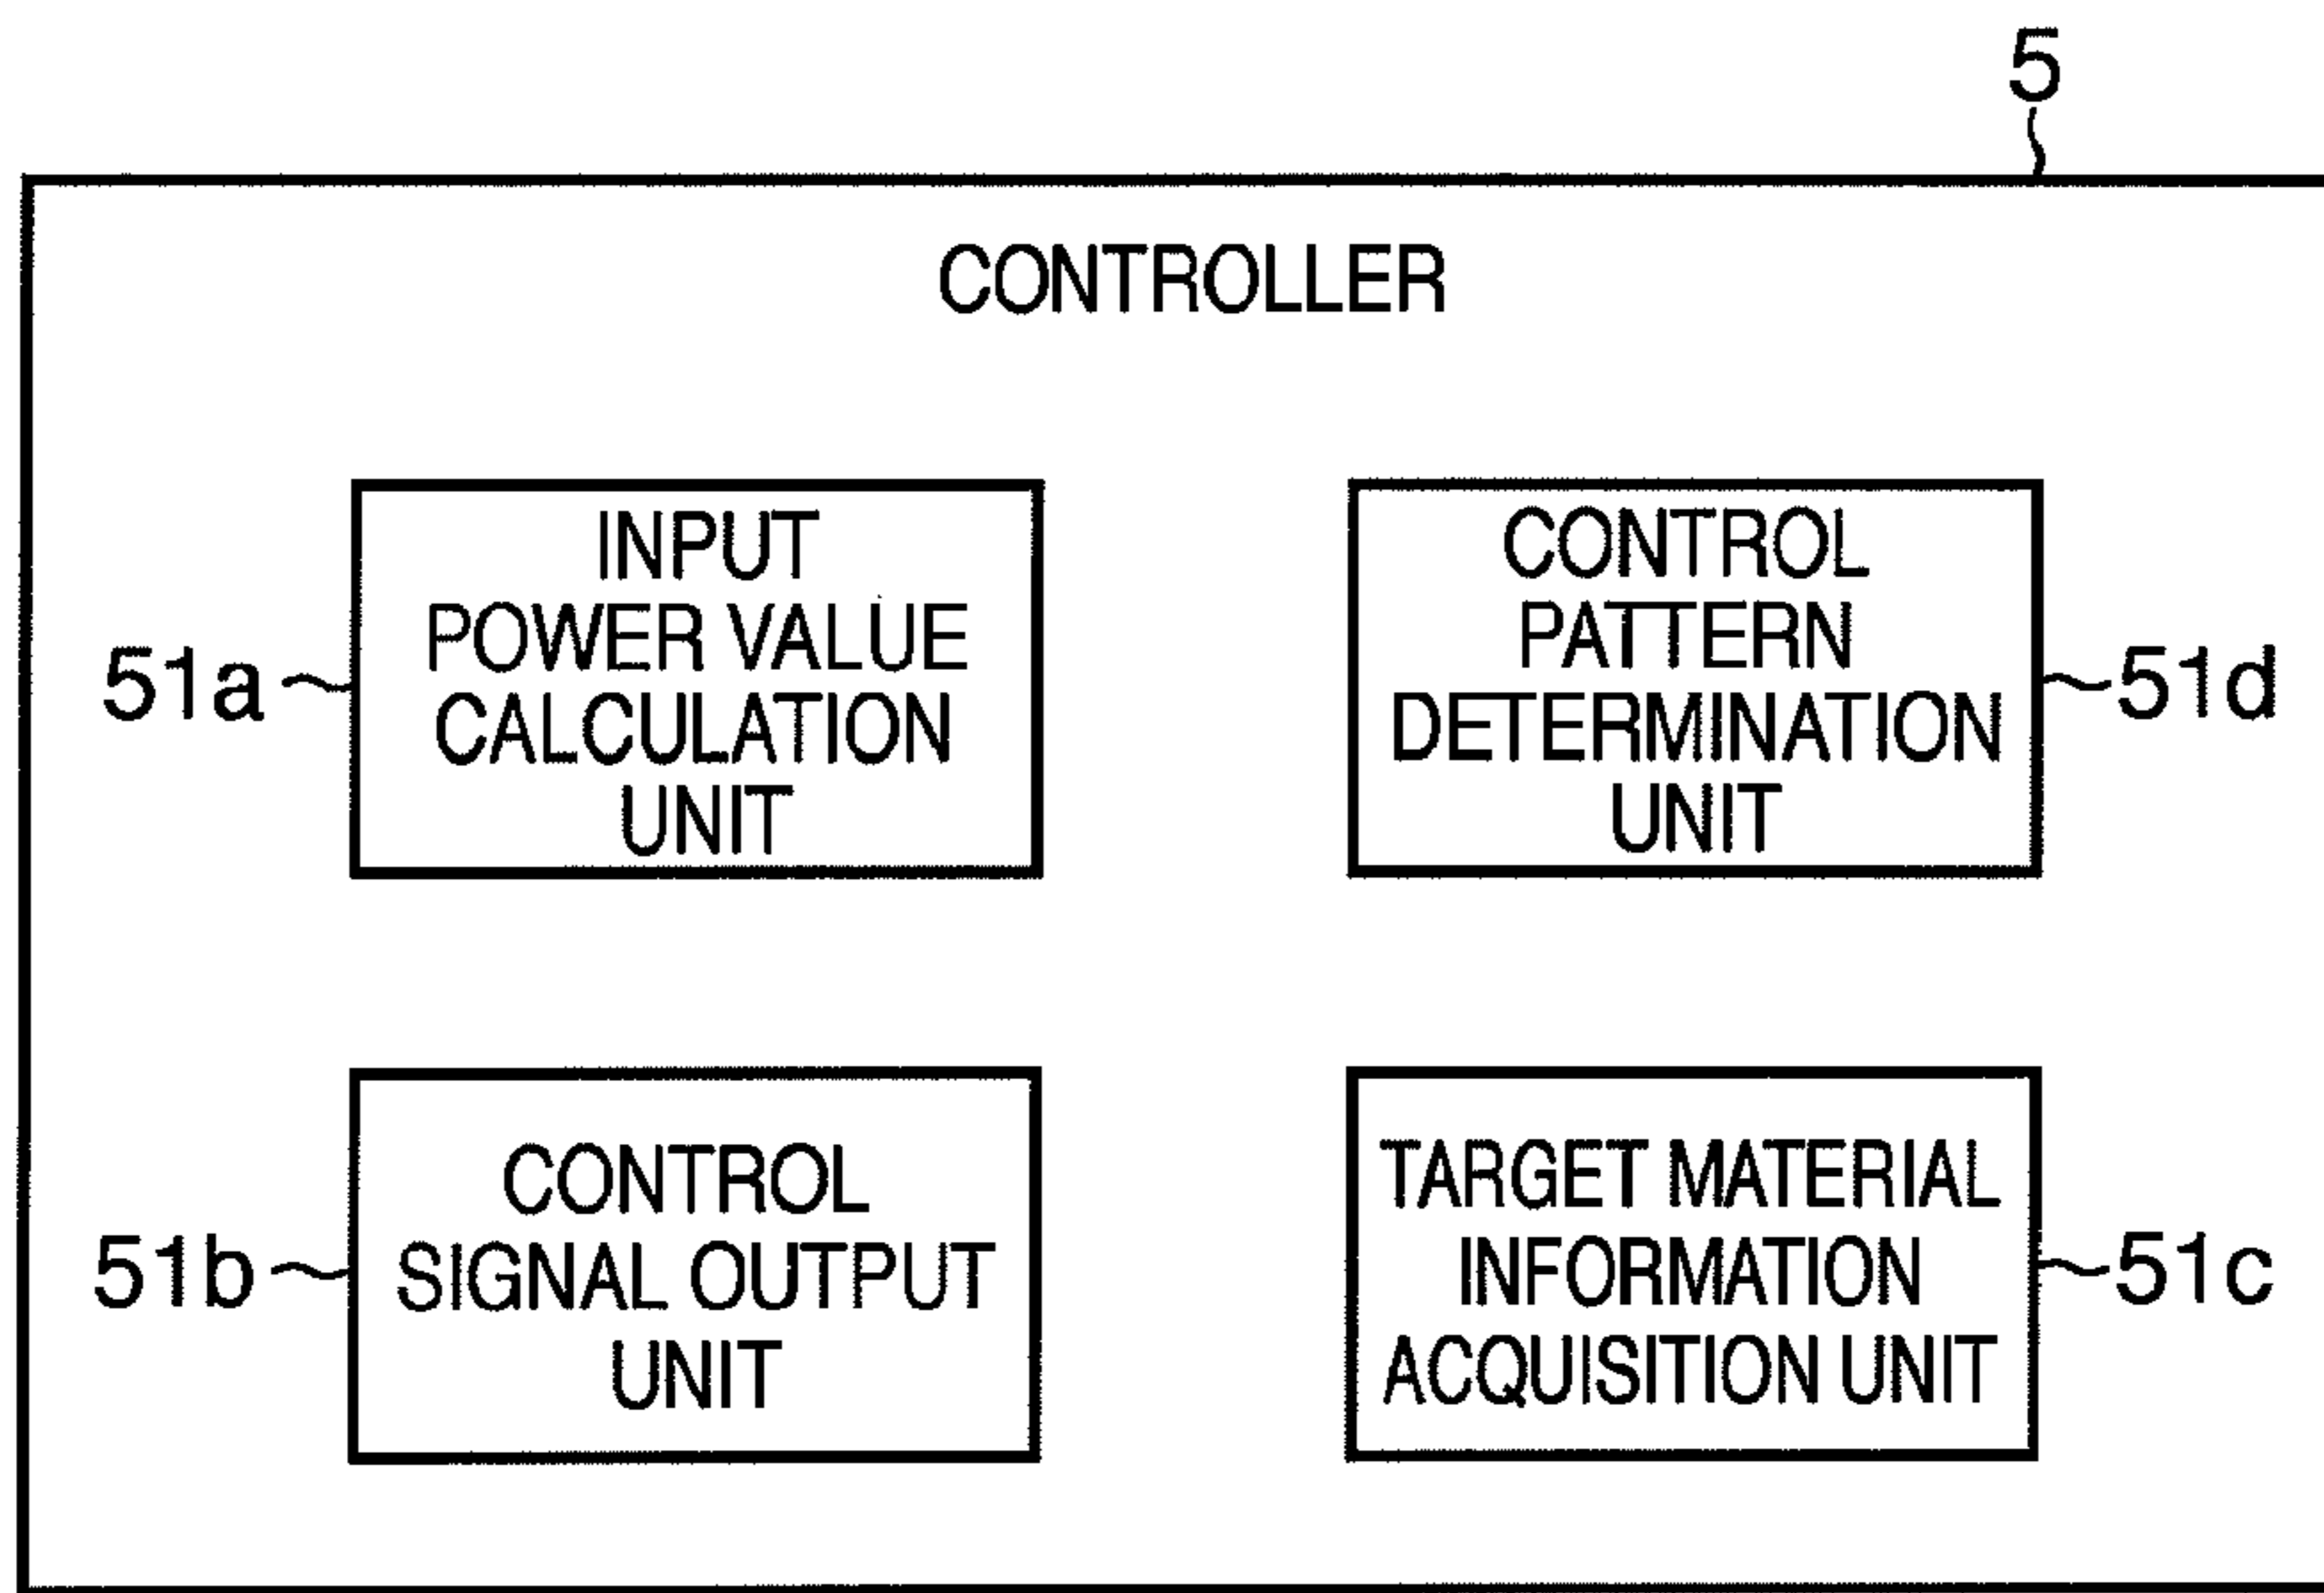 5
CONTROLLER
INPUT
POWER VALUE
CALCULATION
UNIT
51a
CONTROL
PATTERN
DETERMINATION
UNIT
51d
CONTROL
SIGNAL OUTPUT
UNIT
51b
TARGET MATERIAL
INFORMATION
ACQUISITION UNIT
51c